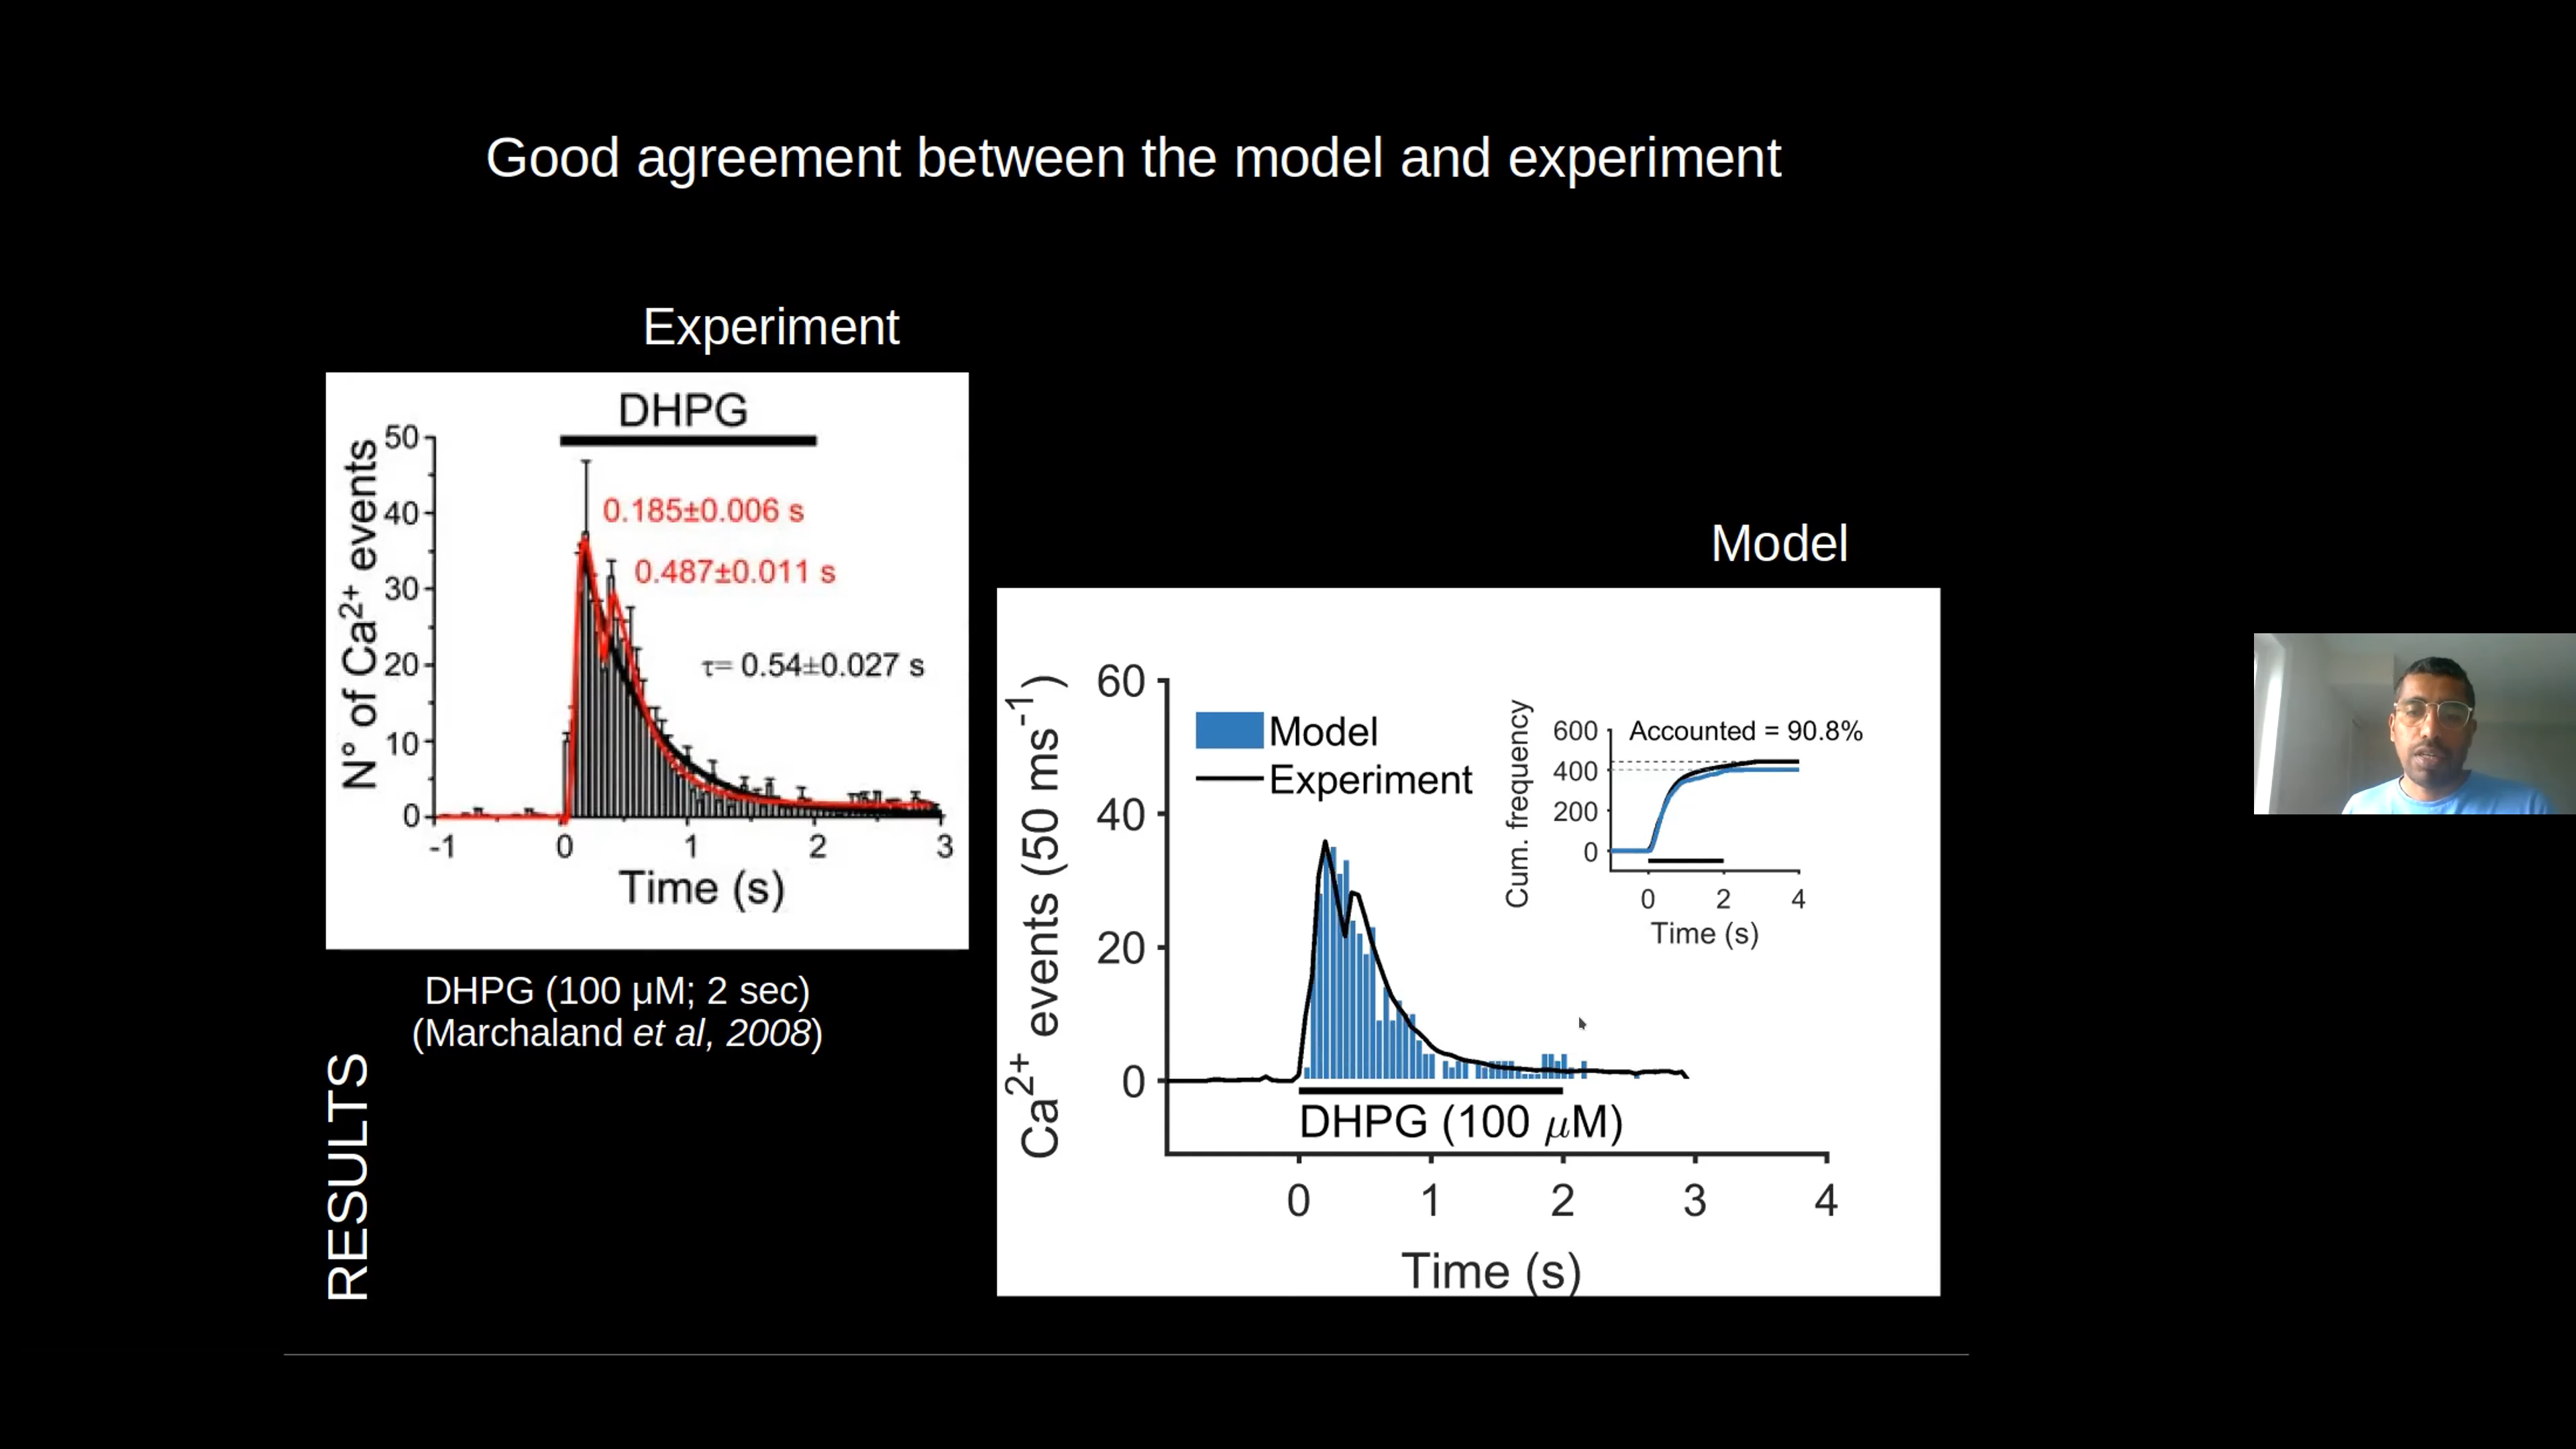 Good agreement between the model and experiment
Experiment
DHPG
N° of Ca2+ events
50
40
30
20
10
0
0.185±0.006 s
0.487±0.011 s
τ= 0.54±0.027 s
-1 0 1 2 3
Time (s)
DHPG (100 μM; 2 sec)
(Marchaland et al, 2008)
RESULTS
Model
Ca2+ events (50 ms-1)
60
40
20
0
Model
Experiment
Cum. frequency
600
400
200
0
Accounted = 90.8%
0 2 4
Time (s)
DHPG (100 μM)
0 1 2 3 4
Time (s)